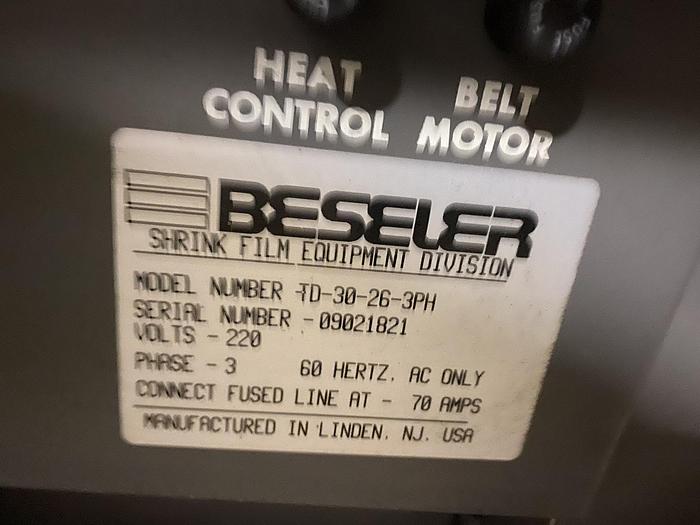 FUSE
HEAT CONTROL
BELT MOTOR
BESELER
SHRINK FILM EQUIPMENT DIVISION
MODEL NUMBER - TD-30-26-3PH
SERIAL NUMBER - 09021821
VOLTS - 220
PHASE - 3 60 HERTZ. AC ONLY
CONNECT FUSED LINE AT - 70 AMPS
MANUFACTURED IN LINDEN, NJ. USA